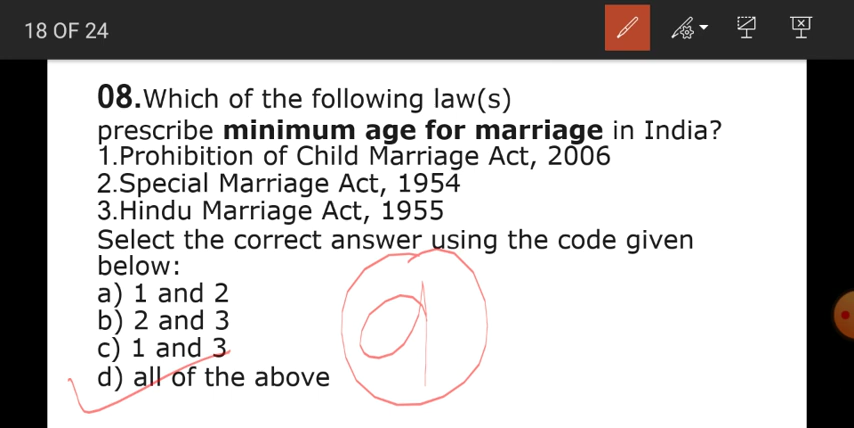 18 OF 24
08.Which of the following law(s)
prescribe minimum age for marriage in India?
1.Prohibition of Child Marriage Act, 2006
2.Special Marriage Act, 1954
3.Hindu Marriage Act, 1955
Select the correct answer using the code given
below:
a) 1 and 2
b) 2 and 3
c) 1 and 3
d) all of the above